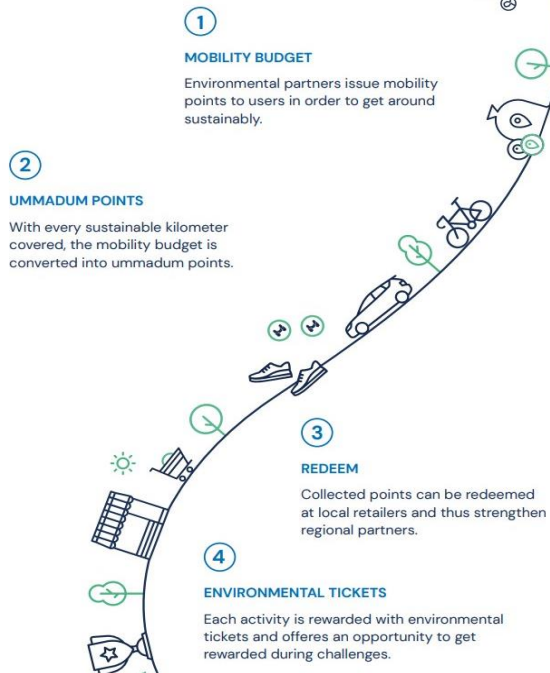 1
MOBILITY BUDGET
Environmental partners issue mobility
points to users in order to get around
sustainably.
2
UMMADUM POINTS
With every sustainable kilometer
covered, the mobility budget is
converted into ummadum points.
3
REDEEM
Collected points can be redeemed
at local retailers and thus strengthen
regional partners.
4
ENVIRONMENTAL TICKETS
Each activity is rewarded with environmental
tickets and offeres an opportunity to get
rewarded during challenges.